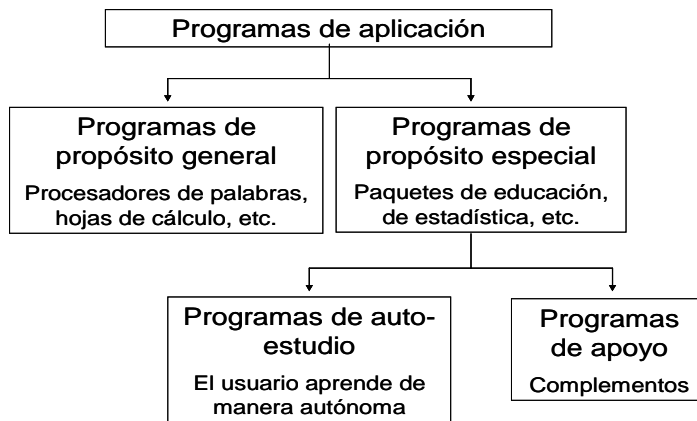 Programas de aplicación
Programas de
propósito general
Procesadores de palabras,
hojas de cálculo, etc.
Programas de
propósito especial
Paquetes de educación,
de estadística, etc.
Programas de auto-
estudio
El usuario aprende de
manera autónoma
Programas
de apoyo
Complementos